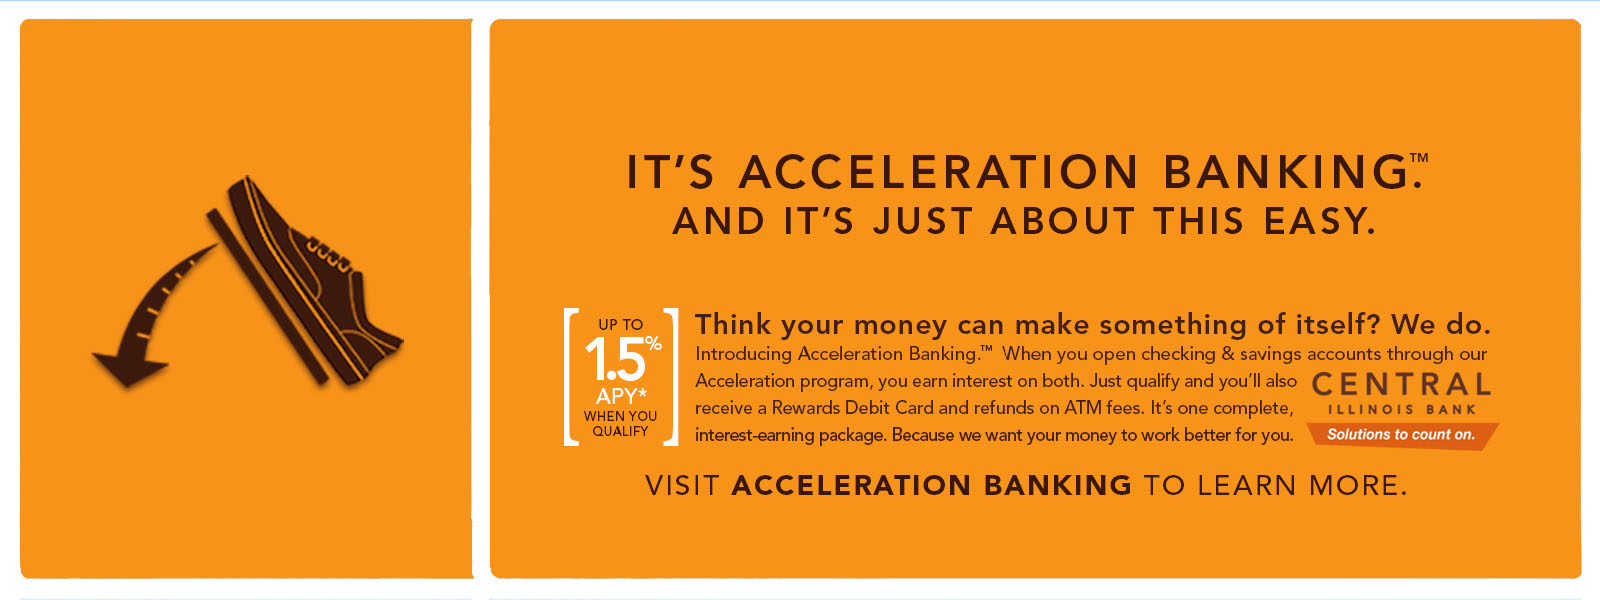 IT'S ACCELERATION BANKING.™
AND IT'S JUST ABOUT THIS EASY.
UP TO
1.5%
APY*
WHEN YOU
QUALIFY
Think your money can make something of itself? We do.
Introducing Acceleration Banking.™ When you open checking & savings accounts through our
Acceleration program, you earn interest on both. Just qualify and you'll also
receive a Rewards Debit Card and refunds on ATM fees. It's one complete,
interest-earning package. Because we want your money to work better for you.
CENTRAL
ILLINOIS BANK
Solutions to count on.
VISIT ACCELERATION BANKING TO LEARN MORE.